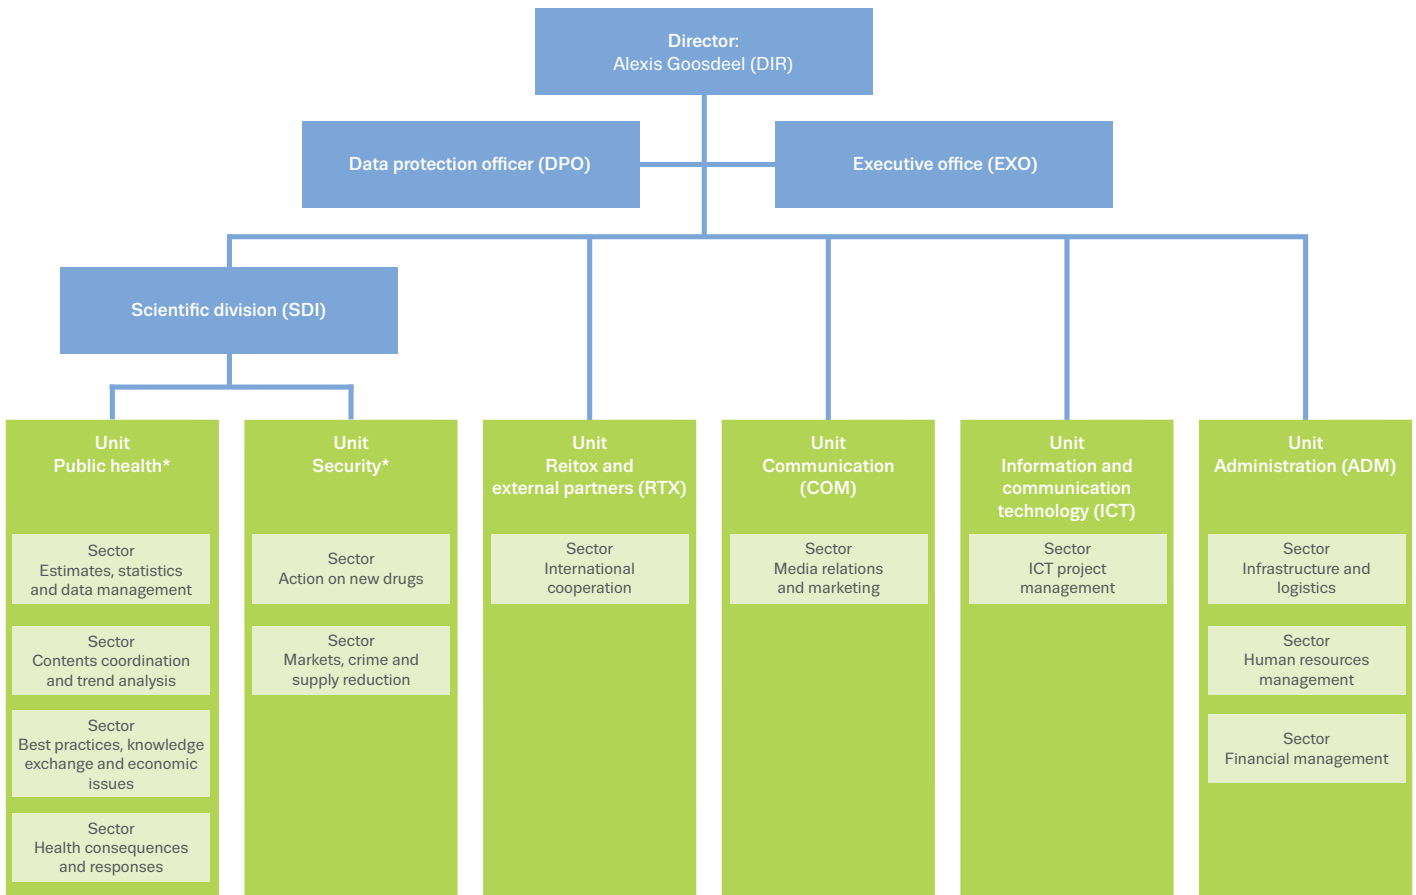 Director:
Alexis Goosdeel (DIR)
Data protection officer (DPO)
Executive office (EXO)
Scientific division (SDI)
Unit
Public health*
Sector
Estimates, statistics
and data management
Sector
Contents coordination
and trend analysis
Sector
Best practices, knowledge
exchange and economic
issues
Sector
Health consequences
and responses
Unit
Security*
Sector
Action on new drugs
Sector
Markets, crime and
supply reduction
Unit
Reitox and
external partners (RTX)
Sector
International
cooperation
Unit
Communication
(COM)
Sector
Media relations
and marketing
Unit
Information and
communication
technology (ICT)
Sector
ICT project
management
Unit
Administration (ADM)
Sector
Infrastructure and
logistics
Sector
Human resources
management
Sector
Financial management